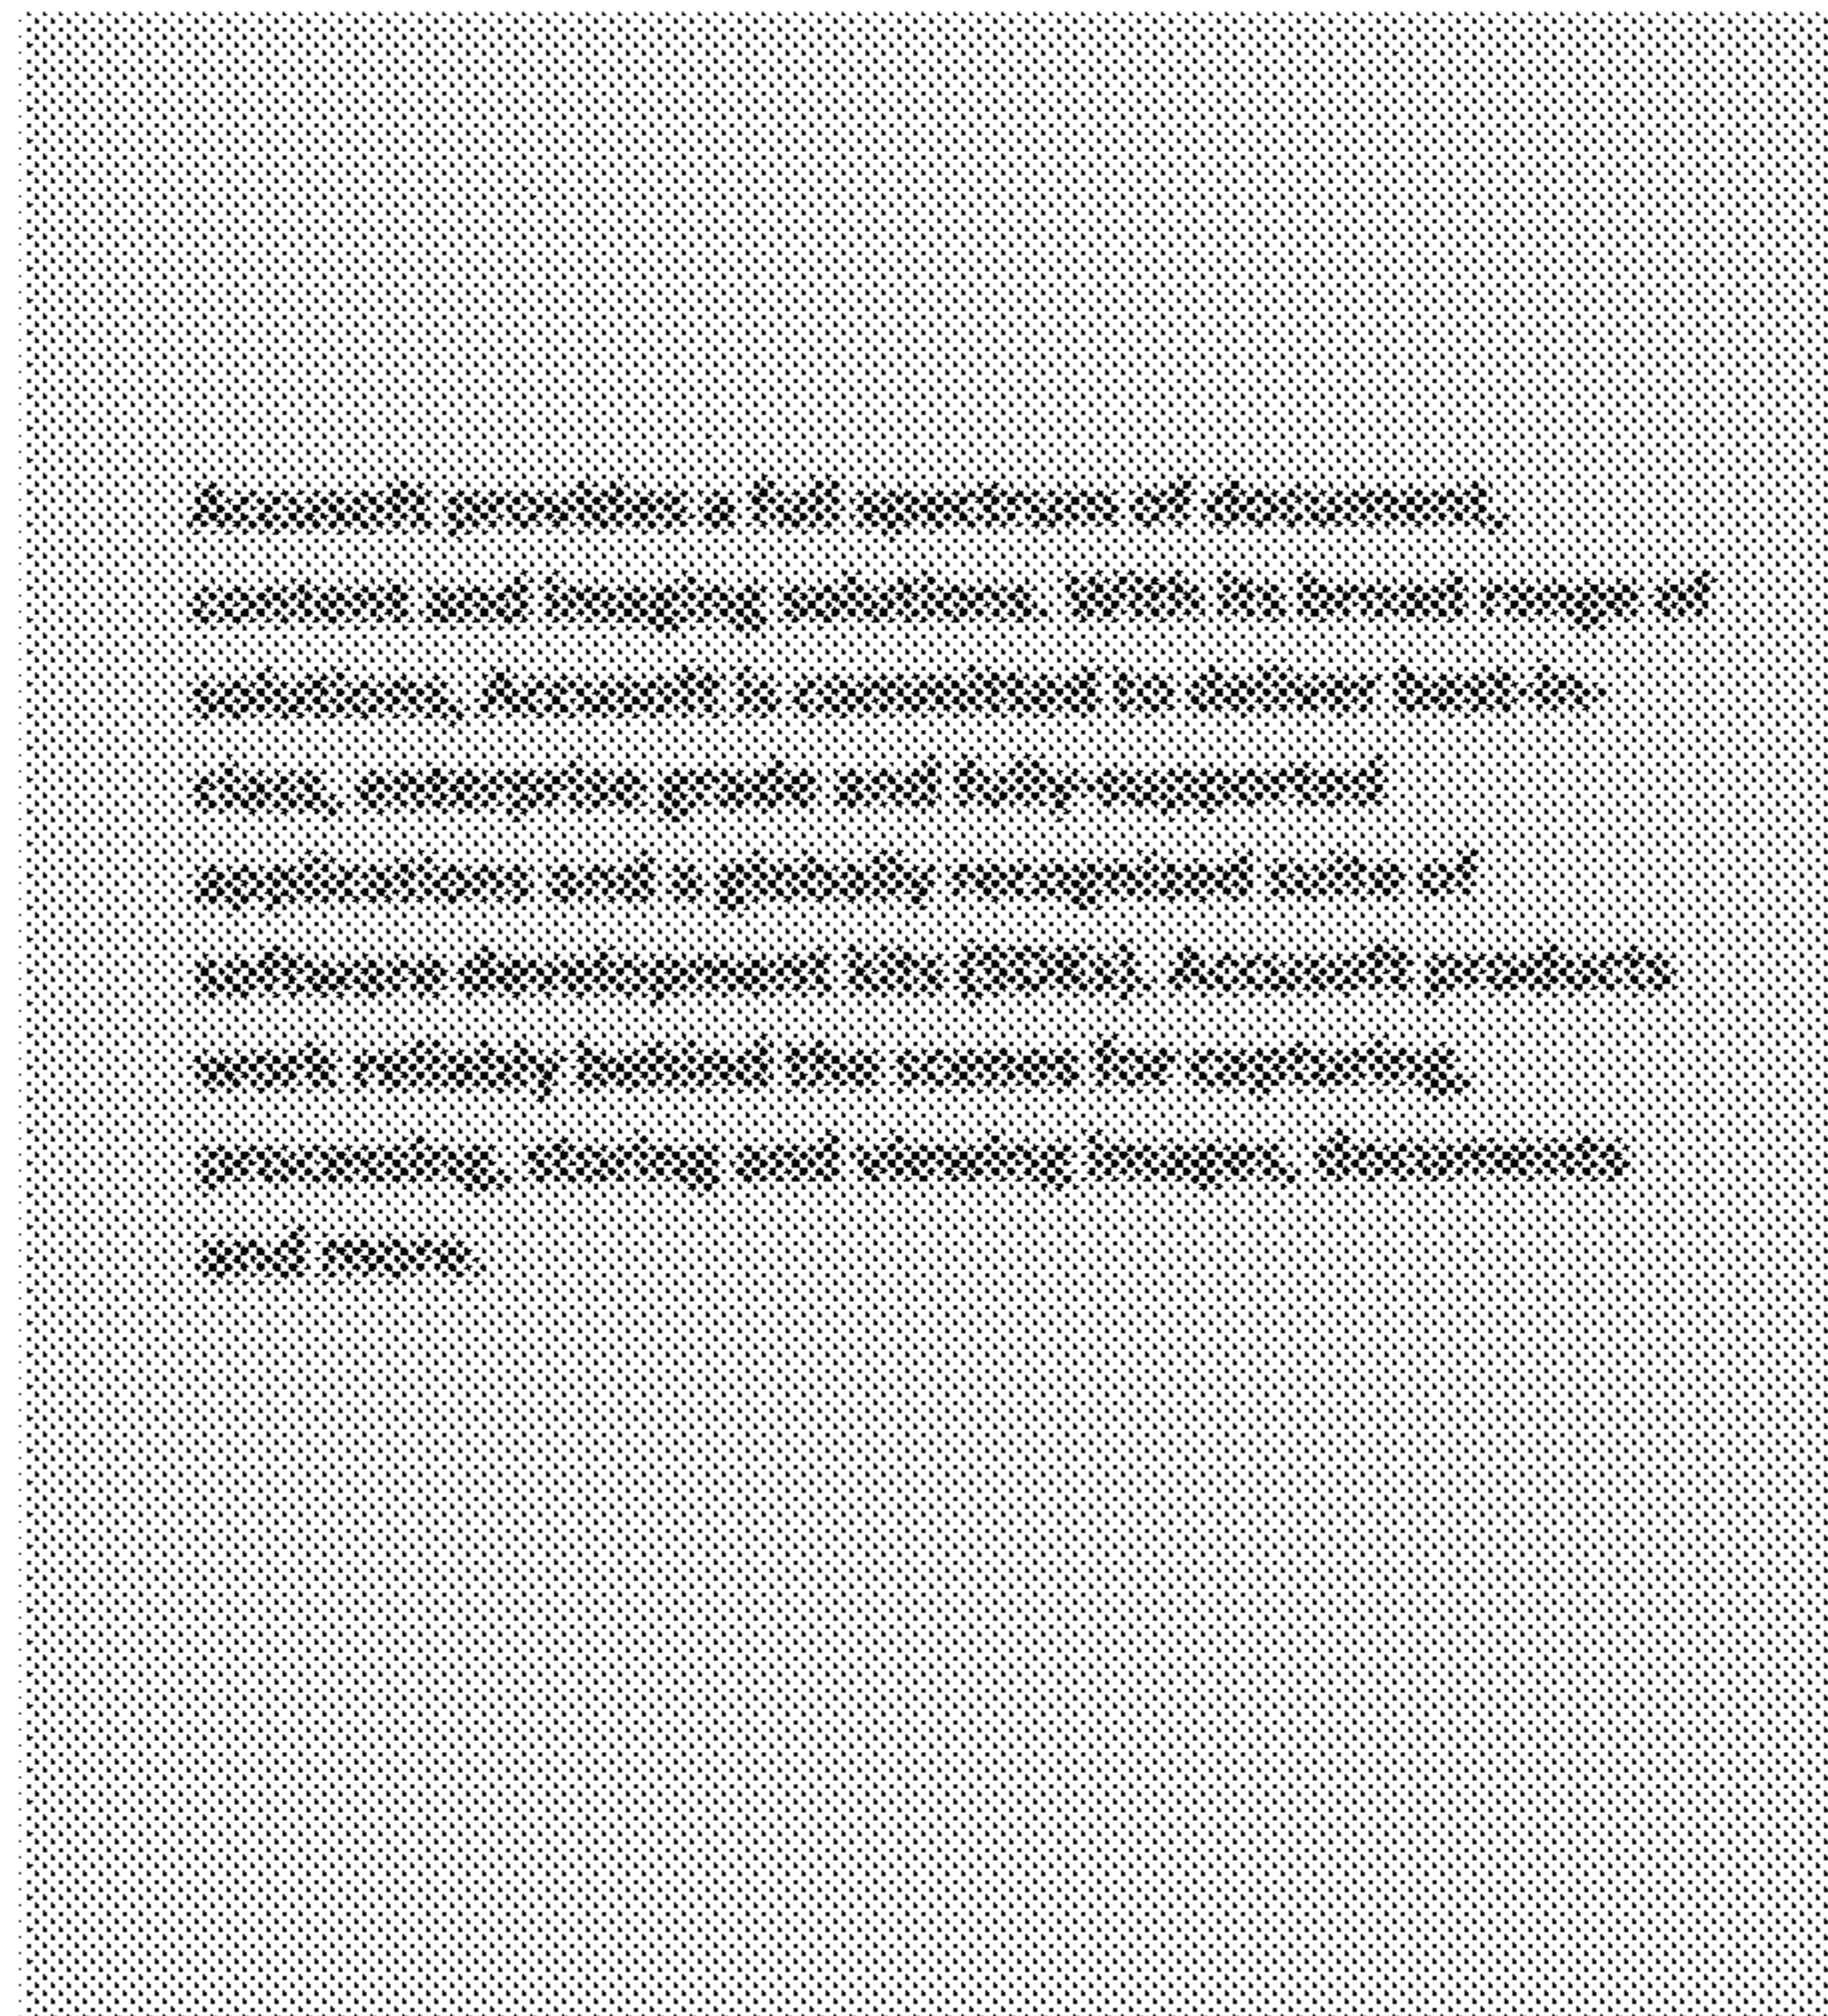 Accusoft provides a full spectrum of document,
content and imaging solutions. With its broad range of
solutions, Accusoft is committed to deliver best-in-
class, enterprise grade and fully-supported
applications and a globally recognized suite of
software development kits (SDKs). Accusoft products
work reliably behind the scenes for capturing,
processing, storing and viewing images, documents
and more.